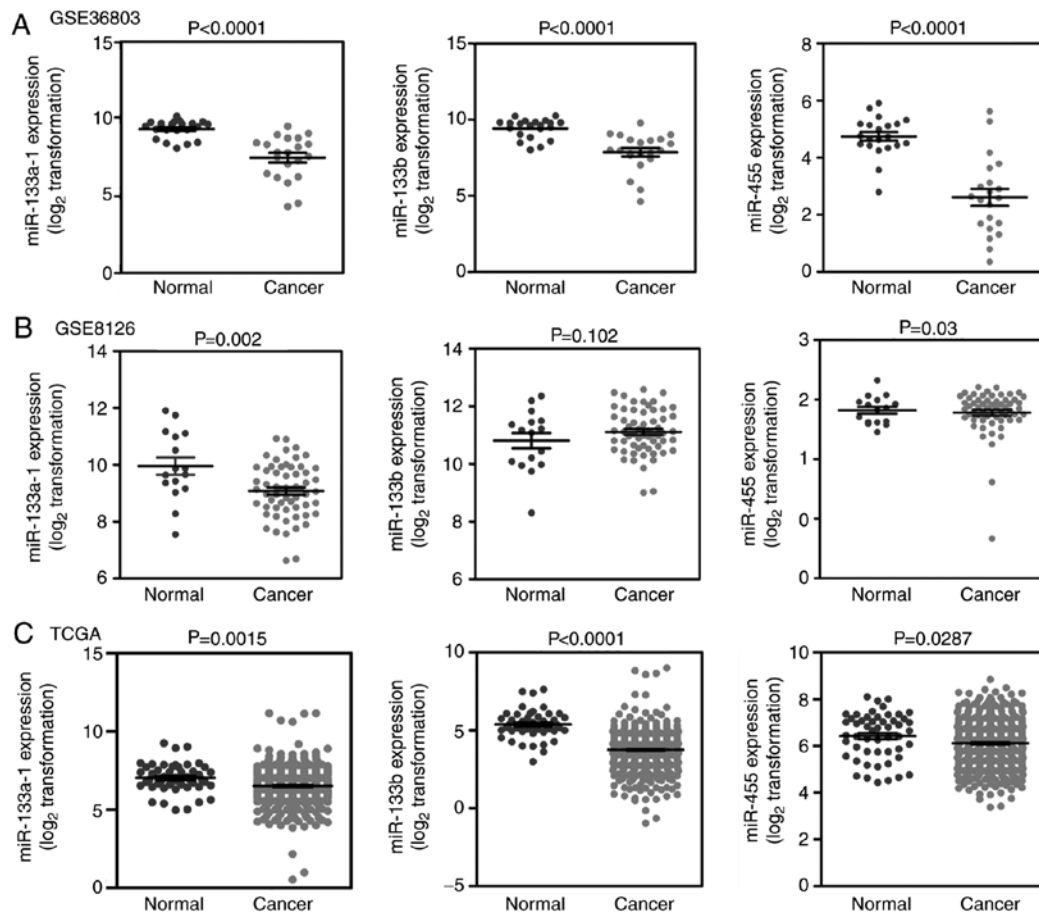 A GSE36803
P<0.0001
miR-133a-1 expression
(log2 transformation)
15
10
5
0
Normal Cancer
P<0.0001
miR-133b expression
(log2 transformation)
15
10
5
0
Normal Cancer
P<0.0001
miR-455 expression
(log2 transformation)
8
6
4
2
0
Normal Cancer
B GSE8126
P=0.002
miR-133a-1 expression
(log2 transformation)
14
12
10
8
6
Normal Cancer
P=0.102
miR-133b expression
(log2 transformation)
14
12
10
8
6
Normal Cancer
P=0.03
miR-455 expression
(log2 transformation)
3
2
1
0
0
Normal Cancer
C TCGA
P=0.0015
miR-133a-1 expression
(log2 transformation)
15
10
5
0
Normal Cancer
P<0.0001
miR-133b expression
(log2 transformation)
10
5
0
−5
Normal Cancer
P=0.0287
miR-455 expression
(log2 transformation)
10
8
6
4
2
0
Normal Cancer